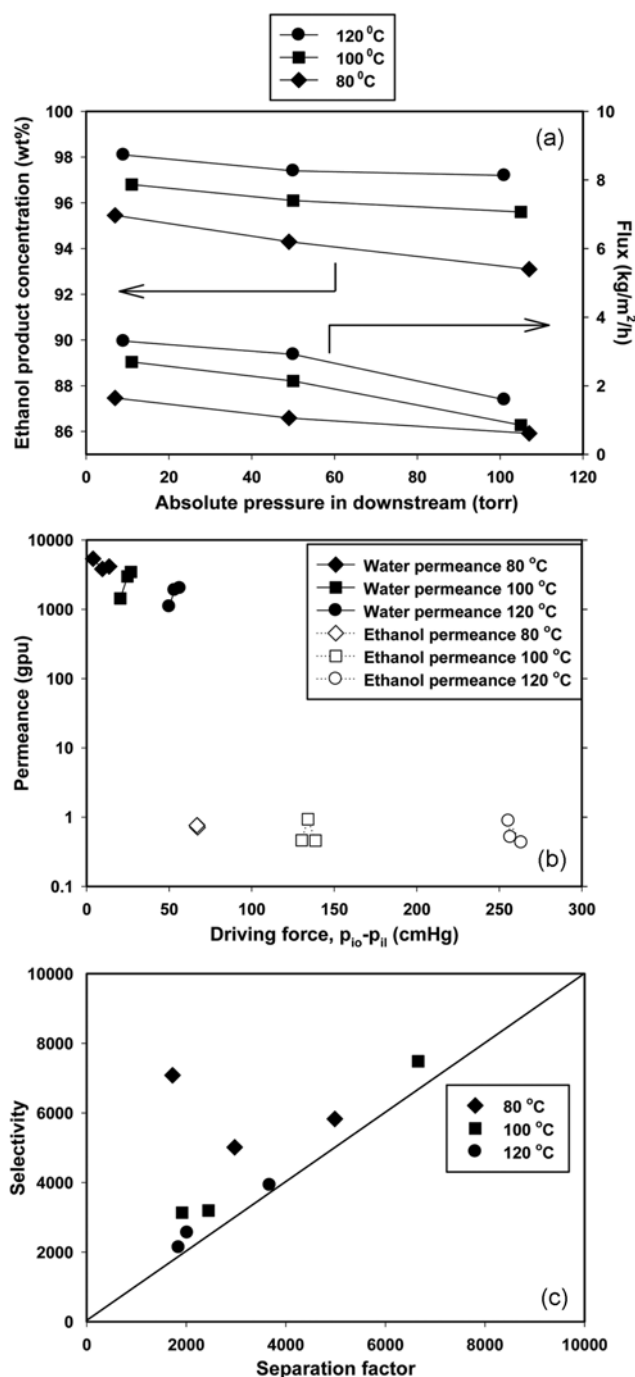 120 ⁰C
100 ⁰C
80 ⁰C
(a)
Ethanol product concentration (wt%)
100
98
96
94
92
90
88
86
10
8
6
4
2
0
Flux (kg/m²/h)
0 20 40 60 80 100 120
Absolute pressure in downstream (torr)
Permeance (gpu)
10000
1000
100
10
1
0.1
Water permeance 80 °C
Water permeance 100 °C
Water permeance 120 °C
Ethanol permeance 80 °C
Ethanol permeance 100 °C
Ethanol permeance 120 °C
(b)
0 50 100 150 200 250 300
Driving force, pio-pil (cmHg)
Selectivity
10000
8000
6000
4000
2000
0
80 °C
100 °C
120 °C
(c)
0 2000 4000 6000 8000 10000
Separation factor